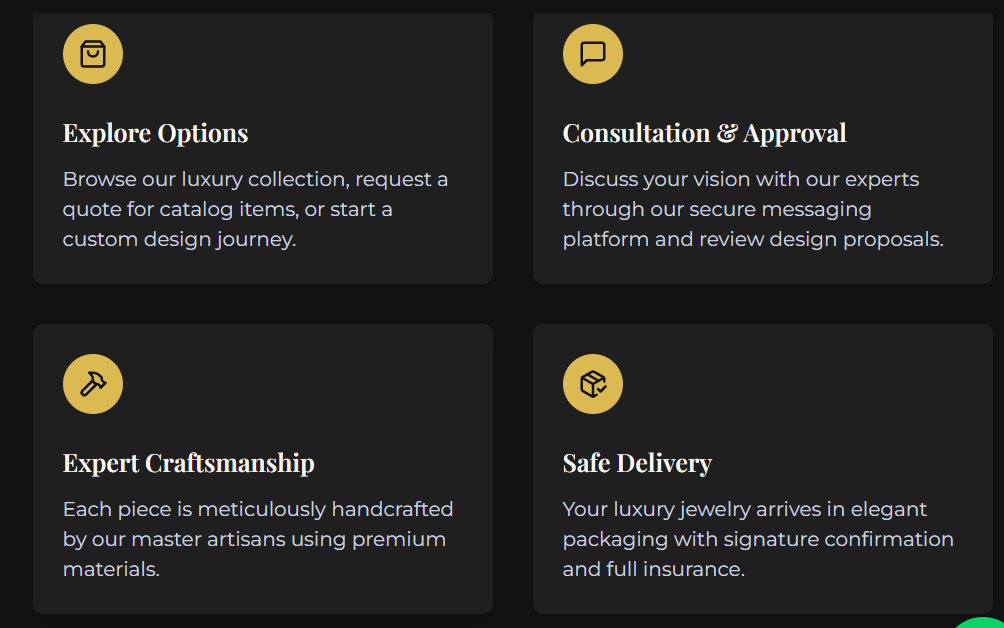 Explore Options
Browse our luxury collection, request a
quote for catalog items, or start a
custom design journey.
Consultation & Approval
Discuss your vision with our experts
through our secure messaging
platform and review design proposals.
Expert Craftsmanship
Each piece is meticulously handcrafted
by our master artisans using premium
materials.
Safe Delivery
Your luxury jewelry arrives in elegant
packaging with signature confirmation
and full insurance.